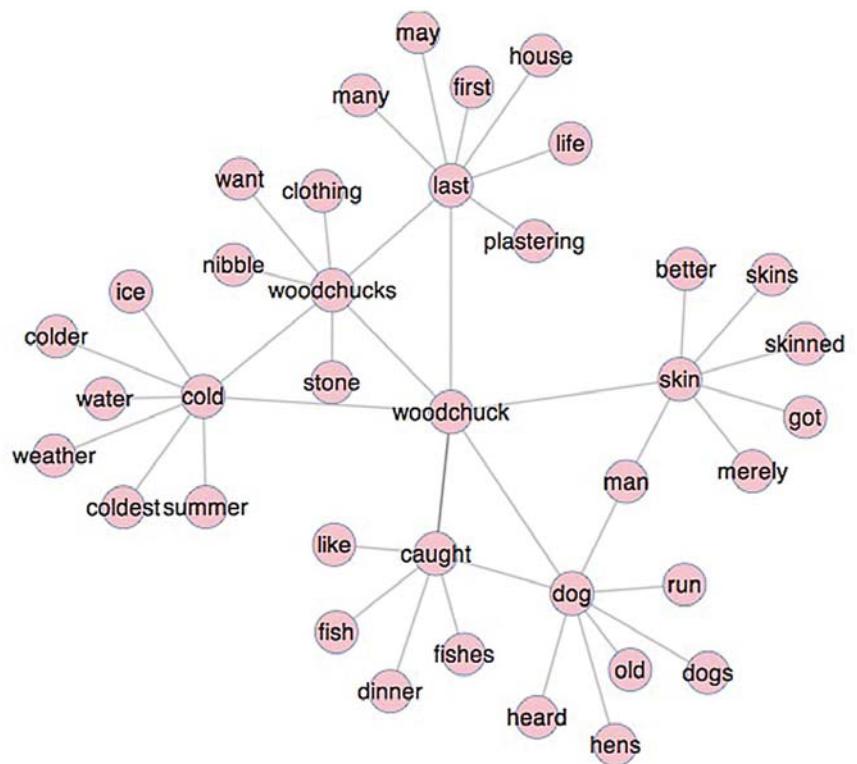 may
house
first
many
life
want
clothing
last
plastering
nibble
woodchucks
better
skins
ice
colder
skinned
stone
skin
water
cold
woodchuck
got
weather
man
merely
coldest
summer
like
caught
dog
run
fish
fishes
old
dogs
dinner
heard
hens